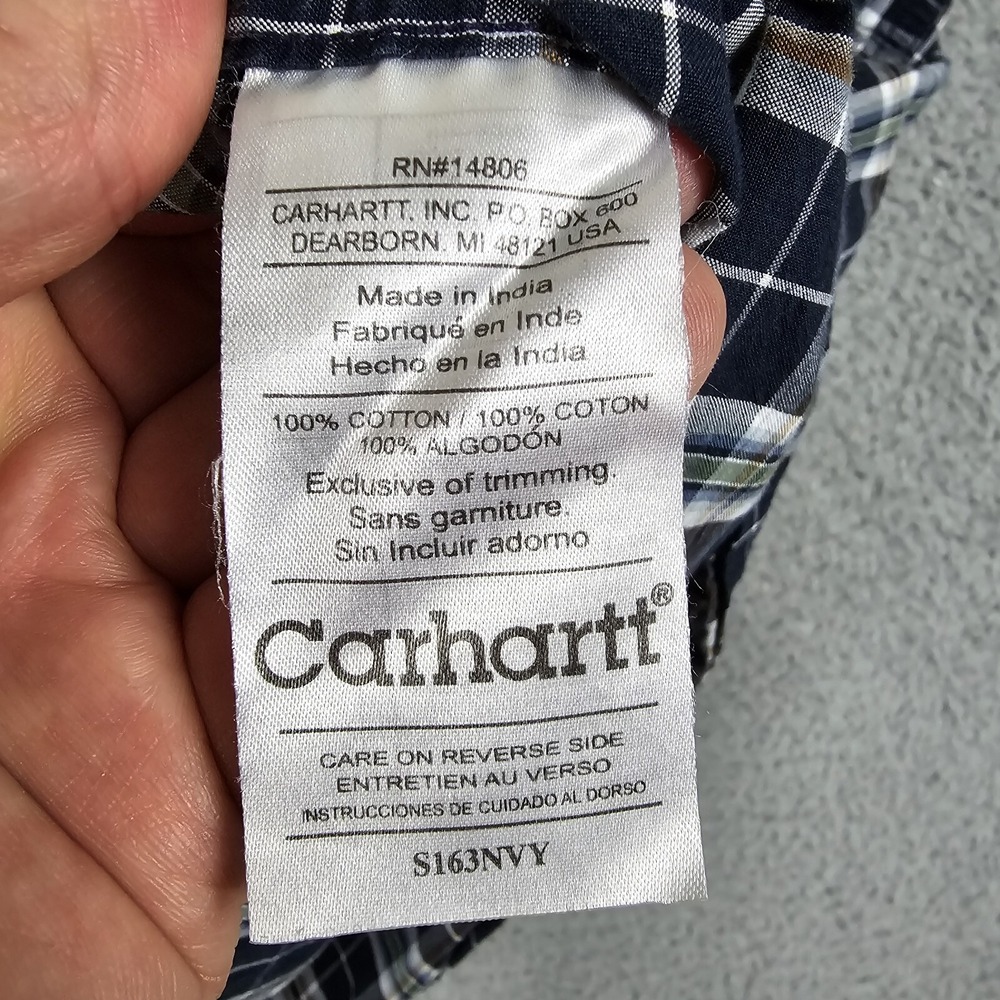 RN#14806
CARHARTT, INC. P.O. BOX 600
DEARBORN, MI 48121 USA
Made in India
Fabriqué en Inde
Hecho en la India
100% COTTON / 100% COTON
100% ALGODÓN
Exclusive of trimming.
Sans garniture.
Sin Incluir adorno
Carhartt®
CARE ON REVERSE SIDE
ENTRETIEN AU VERSO
INSTRUCCIONES DE CUIDADO AL DORSO
S163NVY